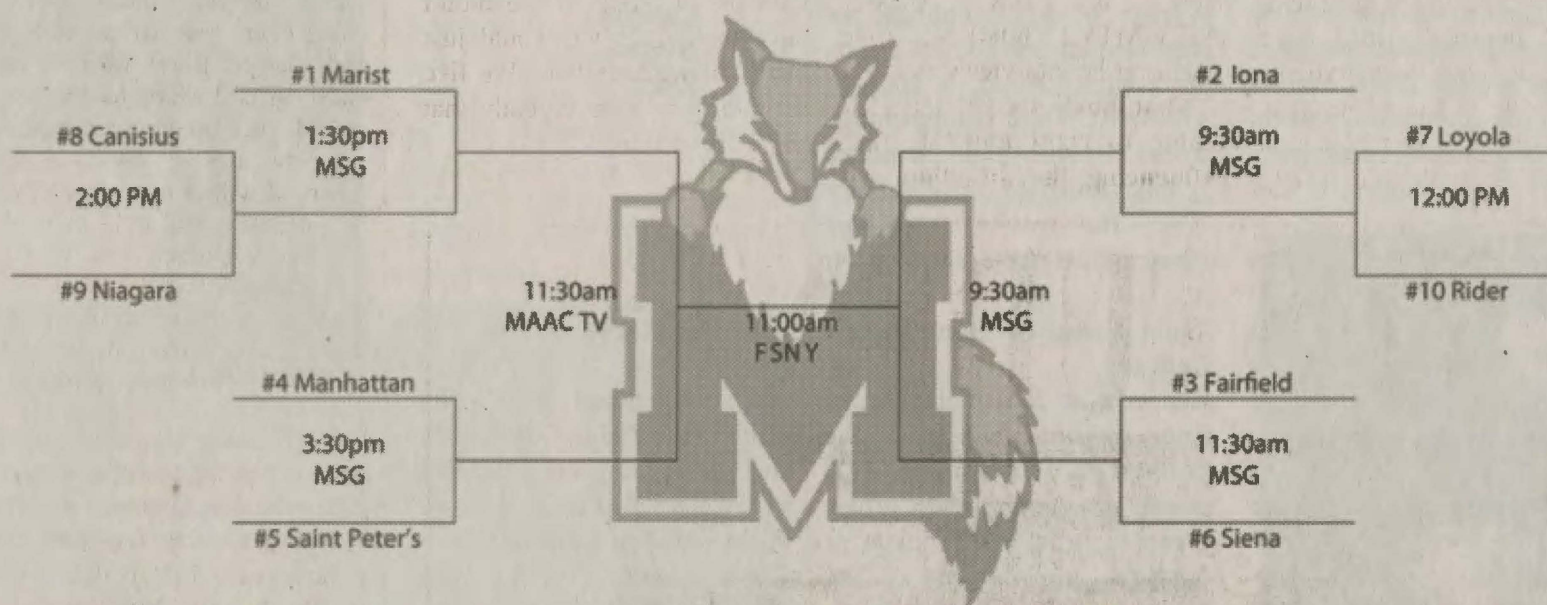 #1 Marist
1:30pm
MSG
#8 Canisius
2:00 PM
#9 Niagara
#4 Manhattan
3:30pm
MSG
#5 Saint Peter's
11:30am
MAAC TV
11:00am
FSNY
9:30am
MSG
#2 Iona
9:30am
MSG
#7 Loyola
12:00 PM
#10 Rider
#3 Fairfield
11:30am
MSG
#6 Siena
M